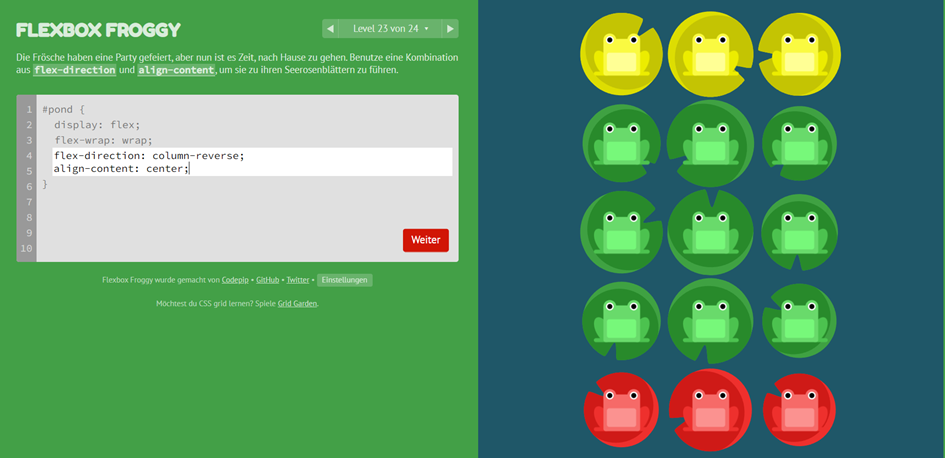 FLEXBOX FROGGY
◀ Level 23 von 24 ▼ ▶
Die Frösche haben eine Party gefeiert, aber nun ist es Zeit, nach Hause zu gehen. Benutze eine Kombination
aus flex-direction und align-content, um sie zu ihren Seerosenblättern zu führen.
1 #pond {
2 display: flex;
3 flex-wrap: wrap;
4 flex-direction: column-reverse;
5 align-content: center;
6 }
7
8
9
10
Weiter
Flexbox Froggy wurde gemacht von Codepip • GitHub • Twitter • Einstellungen
Möchtest du CSS grid lernen? Spiele Grid Garden.